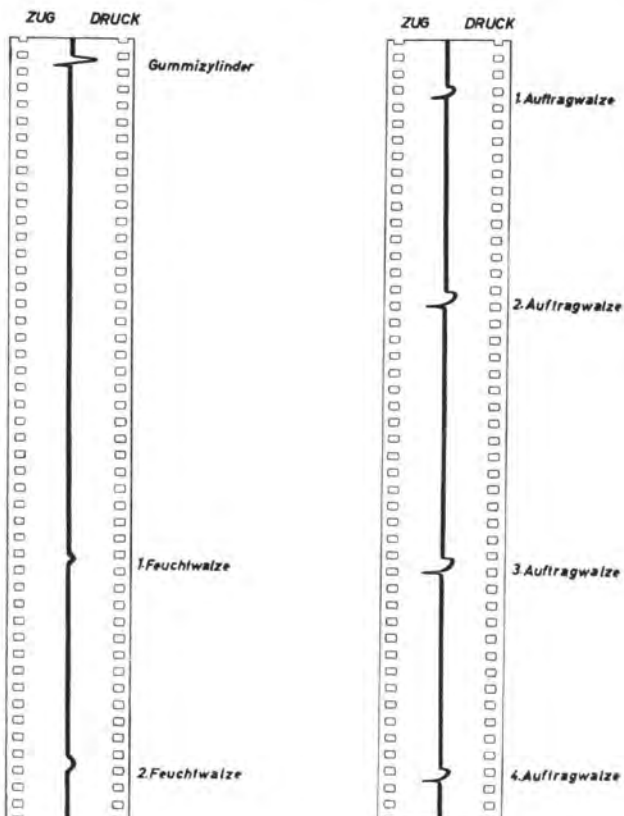 ZUG DRUCK
Gummizylinder
1.Feuchtwalze
2.Feuchtwalze
ZUG DRUCK
1.Auftragwalze
2.Auftragwalze
3.Auftragwalze
4.Auftragwalze